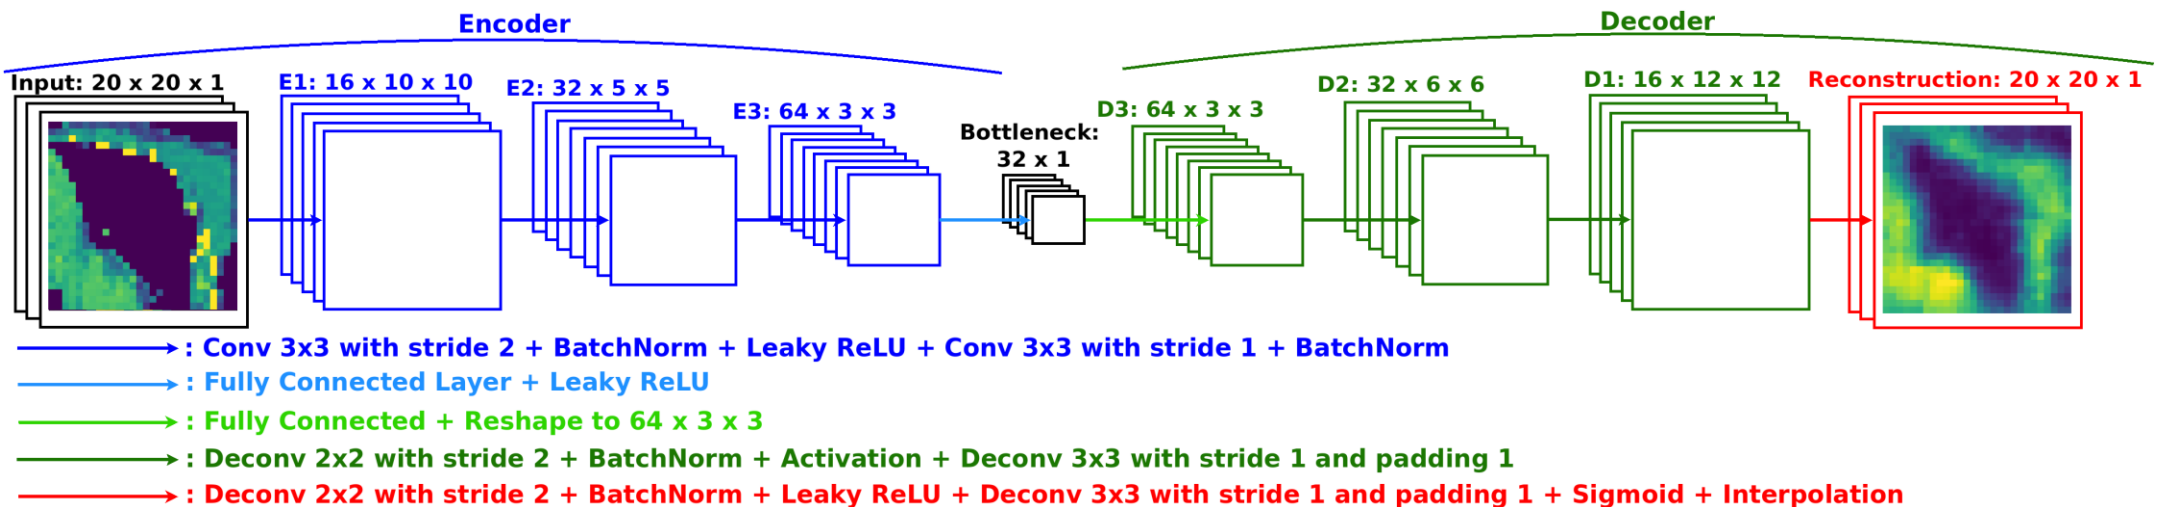 Encoder
Decoder
Input: 20 x 20 x 1
E1: 16 x 10 x 10
E2: 32 x 5 x 5
E3: 64 x 3 x 3
Bottleneck:
32 x 1
D3: 64 x 3 x 3
D2: 32 x 6 x 6
D1: 16 x 12 x 12
Reconstruction: 20 x 20 x 1
: Conv 3x3 with stride 2 + BatchNorm + Leaky ReLU + Conv 3x3 with stride 1 + BatchNorm
: Fully Connected Layer + Leaky ReLU
: Fully Connected + Reshape to 64 x 3 x 3
: Deconv 2x2 with stride 2 + BatchNorm + Activation + Deconv 3x3 with stride 1 and padding 1
: Deconv 2x2 with stride 2 + BatchNorm + Leaky ReLU + Deconv 3x3 with stride 1 and padding 1 + Sigmoid + Interpolation